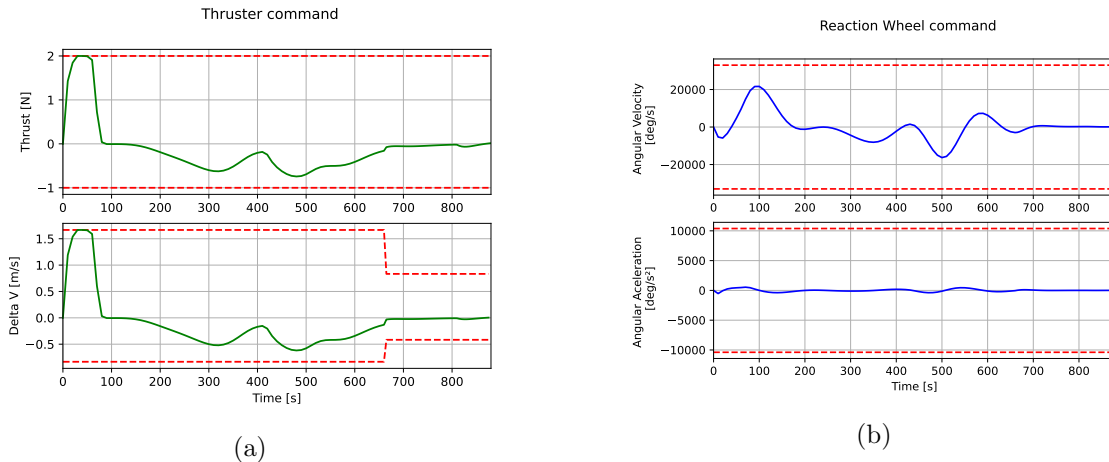 Thruster command
2
1
0
−1
Thrust [N]
0 100 200 300 400 500 600 700 800
1.5
1.0
0.5
0.0
−0.5
Delta V [m/s]
0 100 200 300 400 500 600 700 800
Time [s]
(a)
Reaction Wheel command
20000
0
−20000
Angular Velocity
[deg/s]
0 100 200 300 400 500 600 700 800
10000
5000
0
−5000
−10000
Angular Aceleration
[deg/s²]
0 100 200 300 400 500 600 700 800
Time [s]
(b)